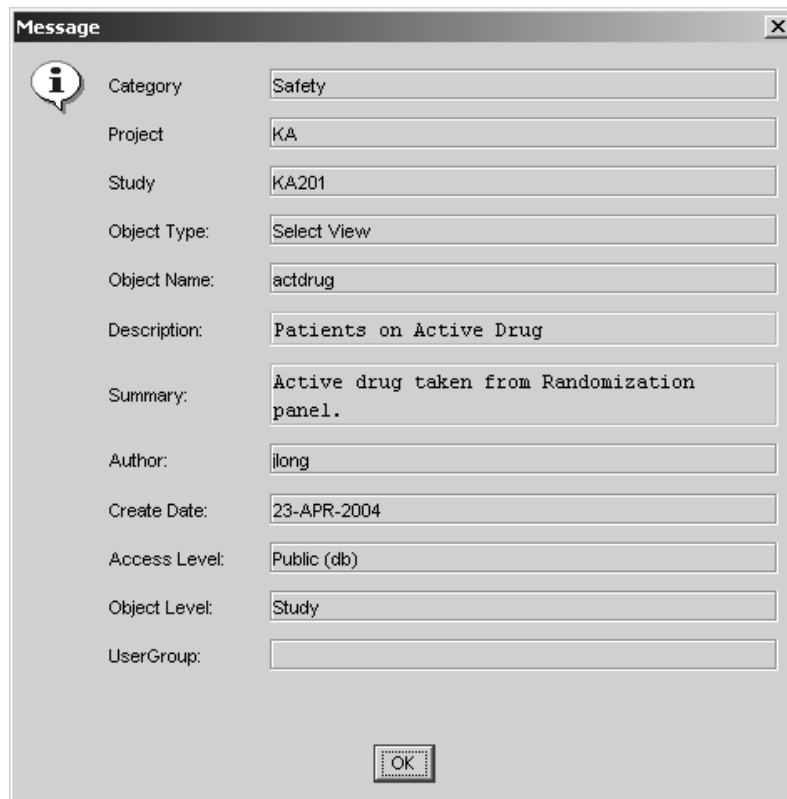 Message
Category Safety
Project KA
Study KA201
Object Type: Select View
Object Name: actdrug
Description: Patients on Active Drug
Summary: Active drug taken from Randomization
panel.
Author: jlong
Create Date: 23-APR-2004
Access Level: Public (db)
Object Level: Study
UserGroup:
OK